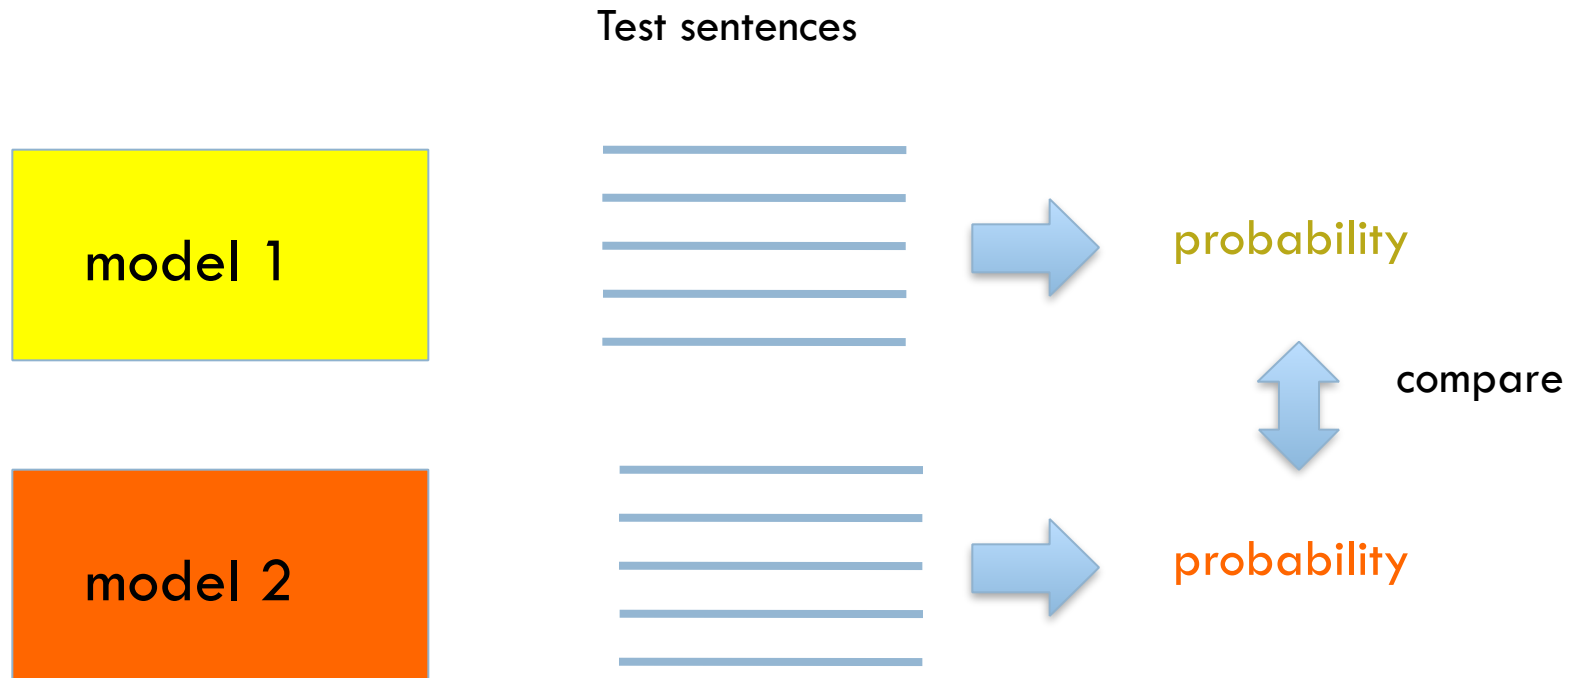 Test sentences
model 1
probability
compare
model 2
probability